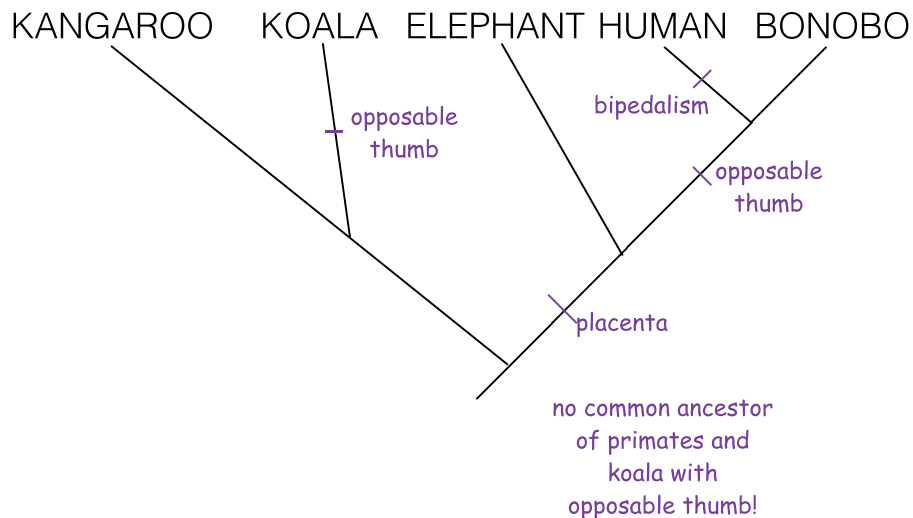 KANGAROO KOALA ELEPHANT HUMAN BONOBO
bipedalism
opposable
thumb
opposable
thumb
placenta
no common ancestor
of primates and
koala with
opposable thumb!